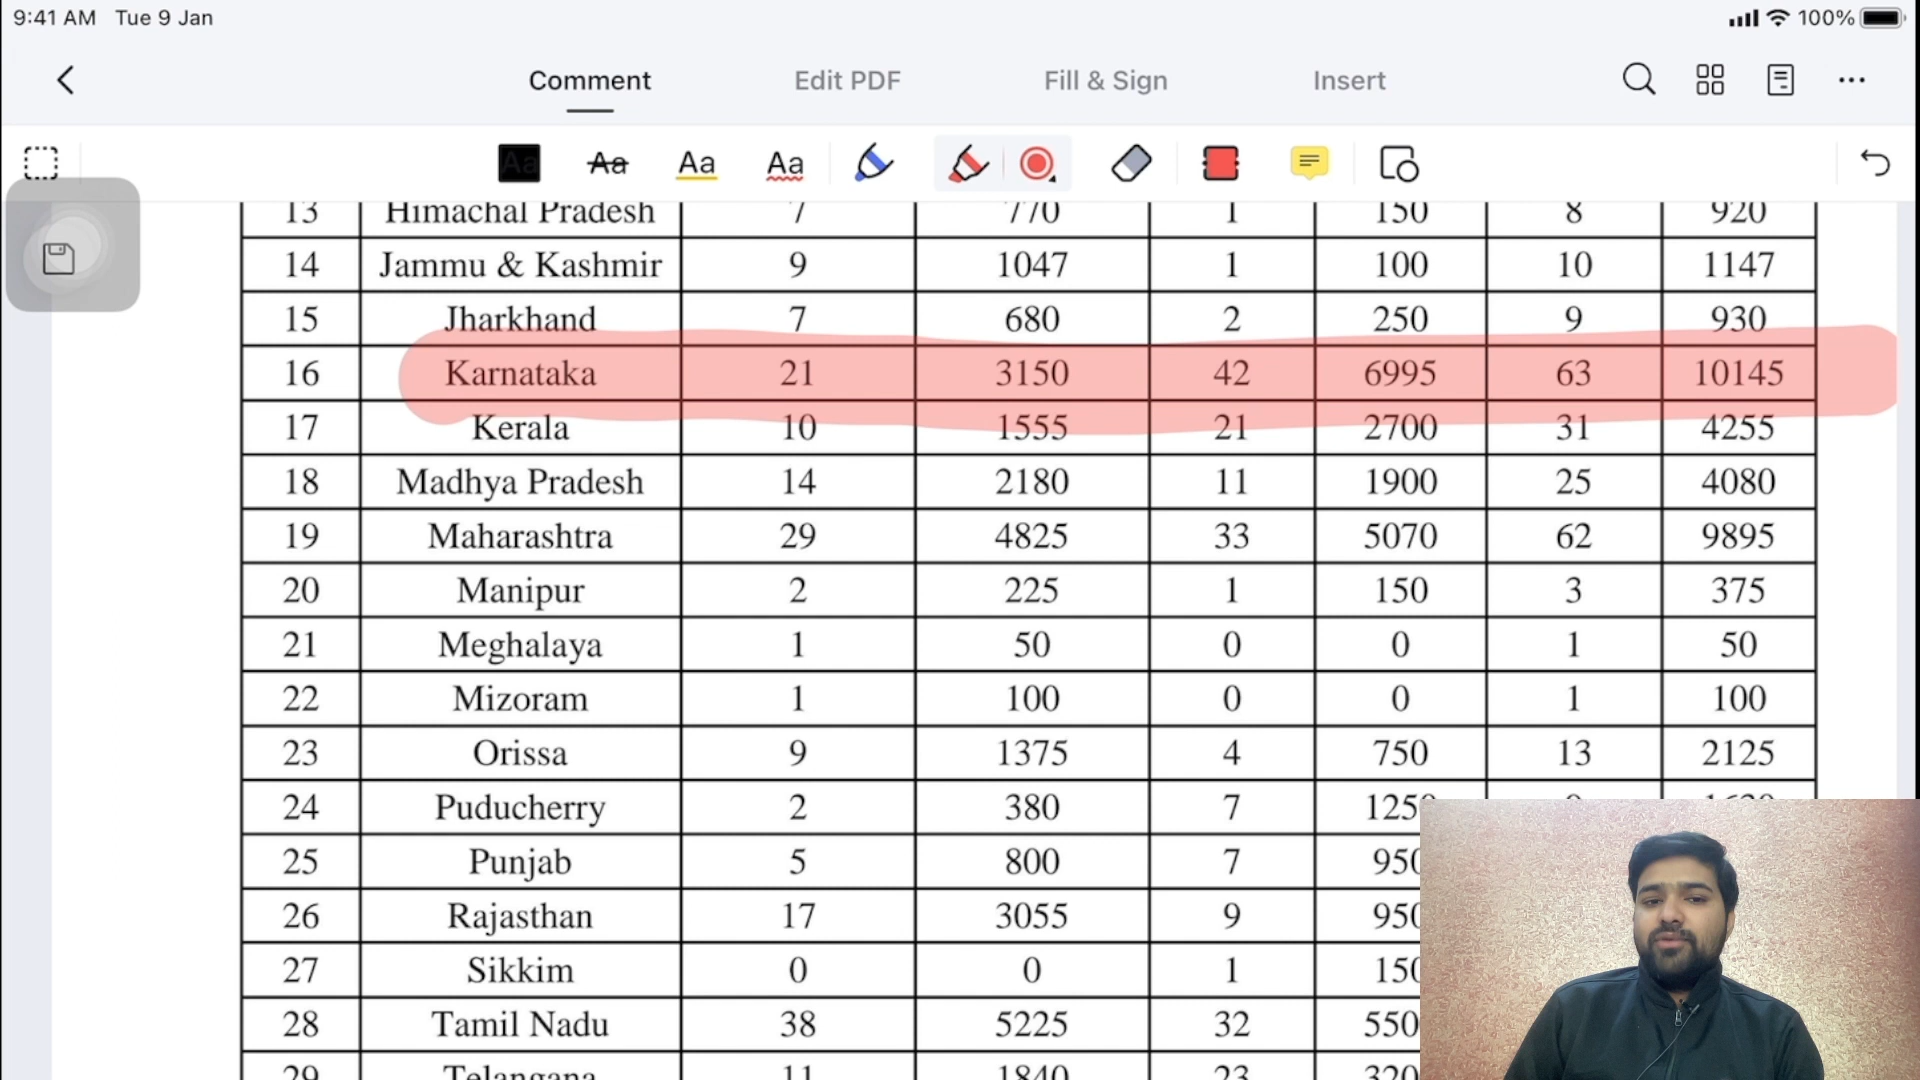 9:41 AM Tue 9 Jan 100%
Comment Edit PDF Fill & Sign Insert
Aa Aa Aa Aa
13 Himachal Pradesh 7 770 1 150 8 920
14 Jammu & Kashmir 9 1047 1 100 10 1147
15 Jharkhand 7 680 2 250 9 930
16 Karnataka 21 3150 42 6995 63 10145
17 Kerala 10 1555 21 2700 31 4255
18 Madhya Pradesh 14 2180 11 1900 25 4080
19 Maharashtra 29 4825 33 5070 62 9895
20 Manipur 2 225 1 150 3 375
21 Meghalaya 1 50 0 0 1 50
22 Mizoram 1 100 0 0 1 100
23 Orissa 9 1375 4 750 13 2125
24 Puducherry 2 380 7
25 Punjab 5 800 7
26 Rajasthan 17 3055 9
27 Sikkim 0 0 1
28 Tamil Nadu 38 5225 32
29 Telangana 11 1840 23